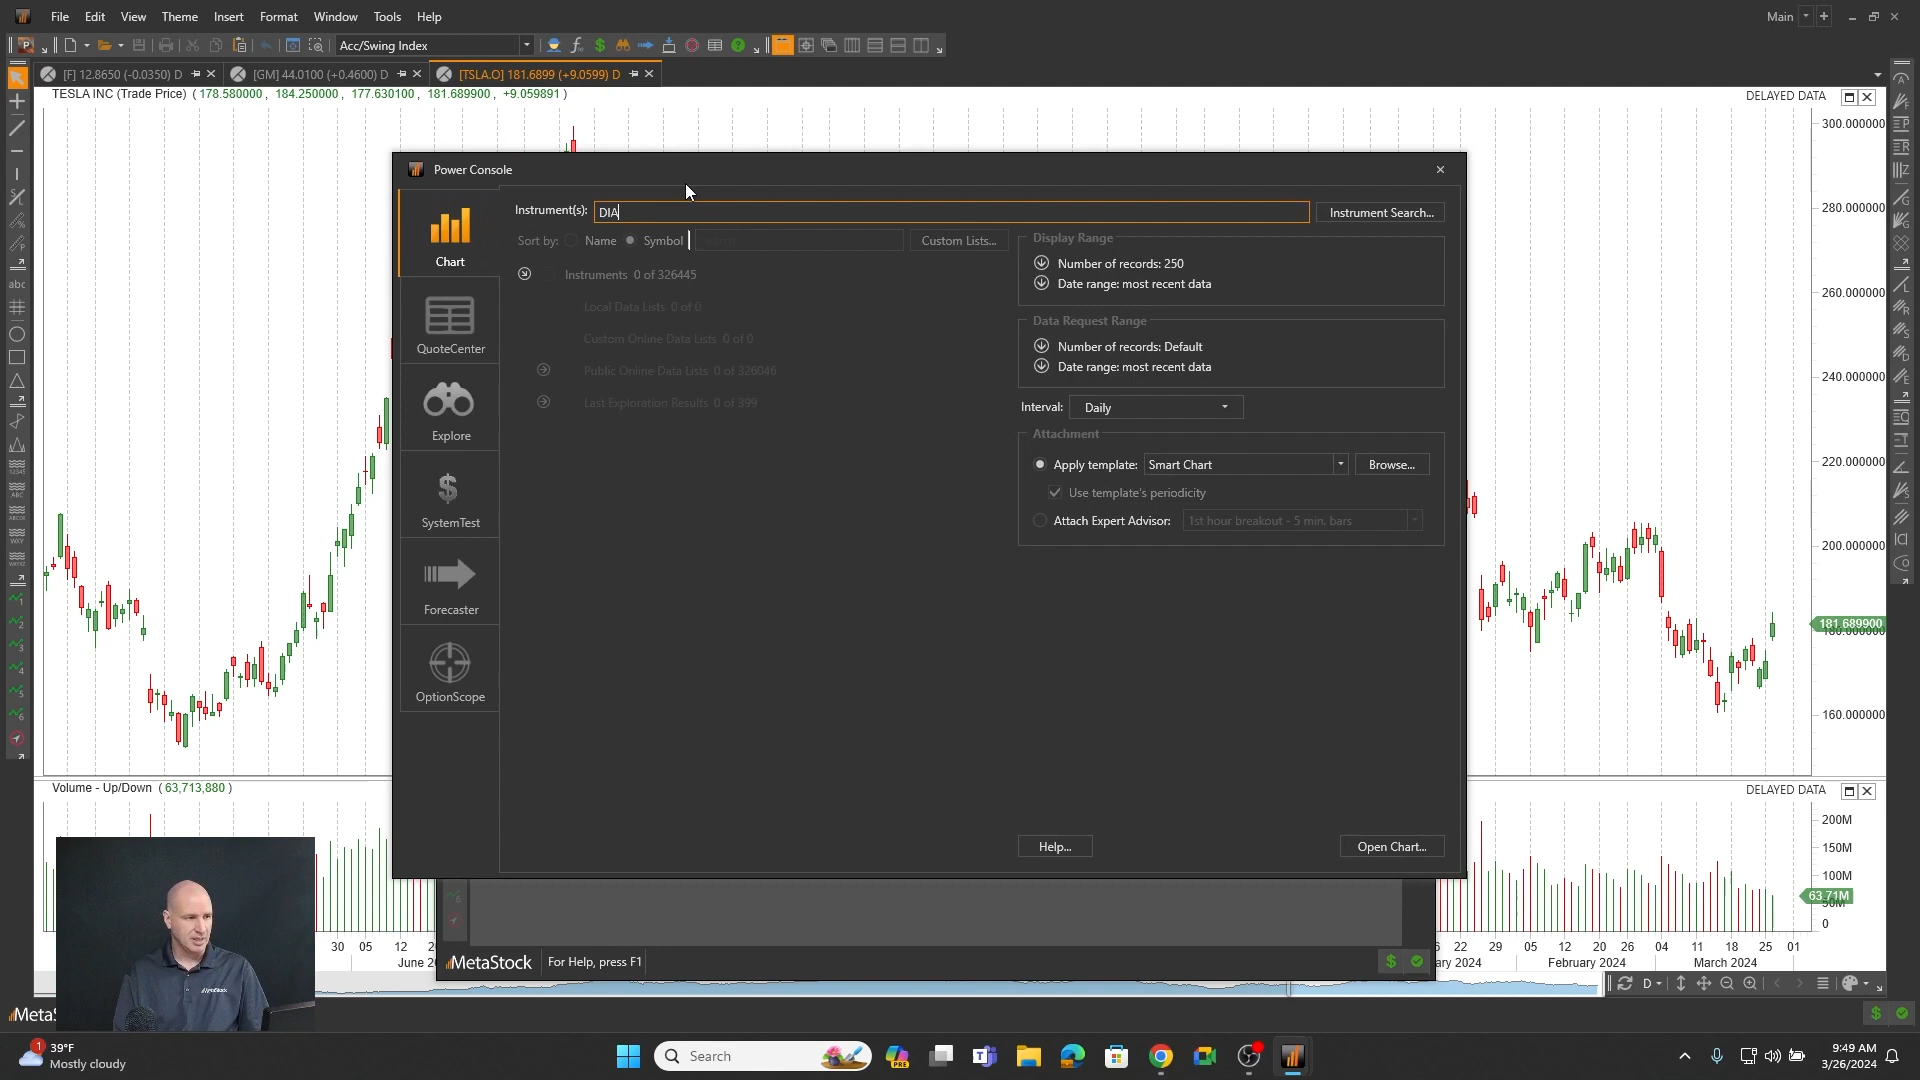 File Edit View Theme Insert Format Window Tools Help Main
Acc/Swing Index
[F] 12.8650 (-0.0350) D [GM] 44.0100 (+0.4600) D [TSLA.O] 181.6899 (+9.0599) D
TESLA INC (Trade Price) ( 178.580000, 184.250000, 177.630100, 181.689900, +9.059891 ) DELAYED DATA
300.000000
280.000000
260.000000
240.000000
220.000000
200.000000
181.689900
180.000000
160.000000
abc
Power Console
Chart
QuoteCenter
Explore
SystemTest
Forecaster
OptionScope
Instrument(s): DIA Instrument Search...
Sort by: Name Symbol Custom Lists...
Instruments 0 of 326445
Local Data Lists 0 of 0
Custom Online Data Lists 0 of 0
Public Online Data Lists 0 of 326046
Last Exploration Results 0 of 399
Display Range
Number of records: 250
Date range: most recent data
Data Request Range
Number of records: Default
Date range: most recent data
Interval: Daily
Attachment
Apply template: Smart Chart Browse...
Use template's periodicity
Attach Expert Advisor: 1st hour breakout - 5 min. bars
Help... Open Chart...
Volume - Up/Down ( 63,713,880 ) DELAYED DATA
200M
150M
100M
63.71M
50M
0
30 05 12 22 29 05 12 20 26 04 11 18 25 01
February 2024 March 2024
MetaStock For Help, press F1
D
39°F
Mostly cloudy
Search
PRE
9:49 AM
3/26/2024